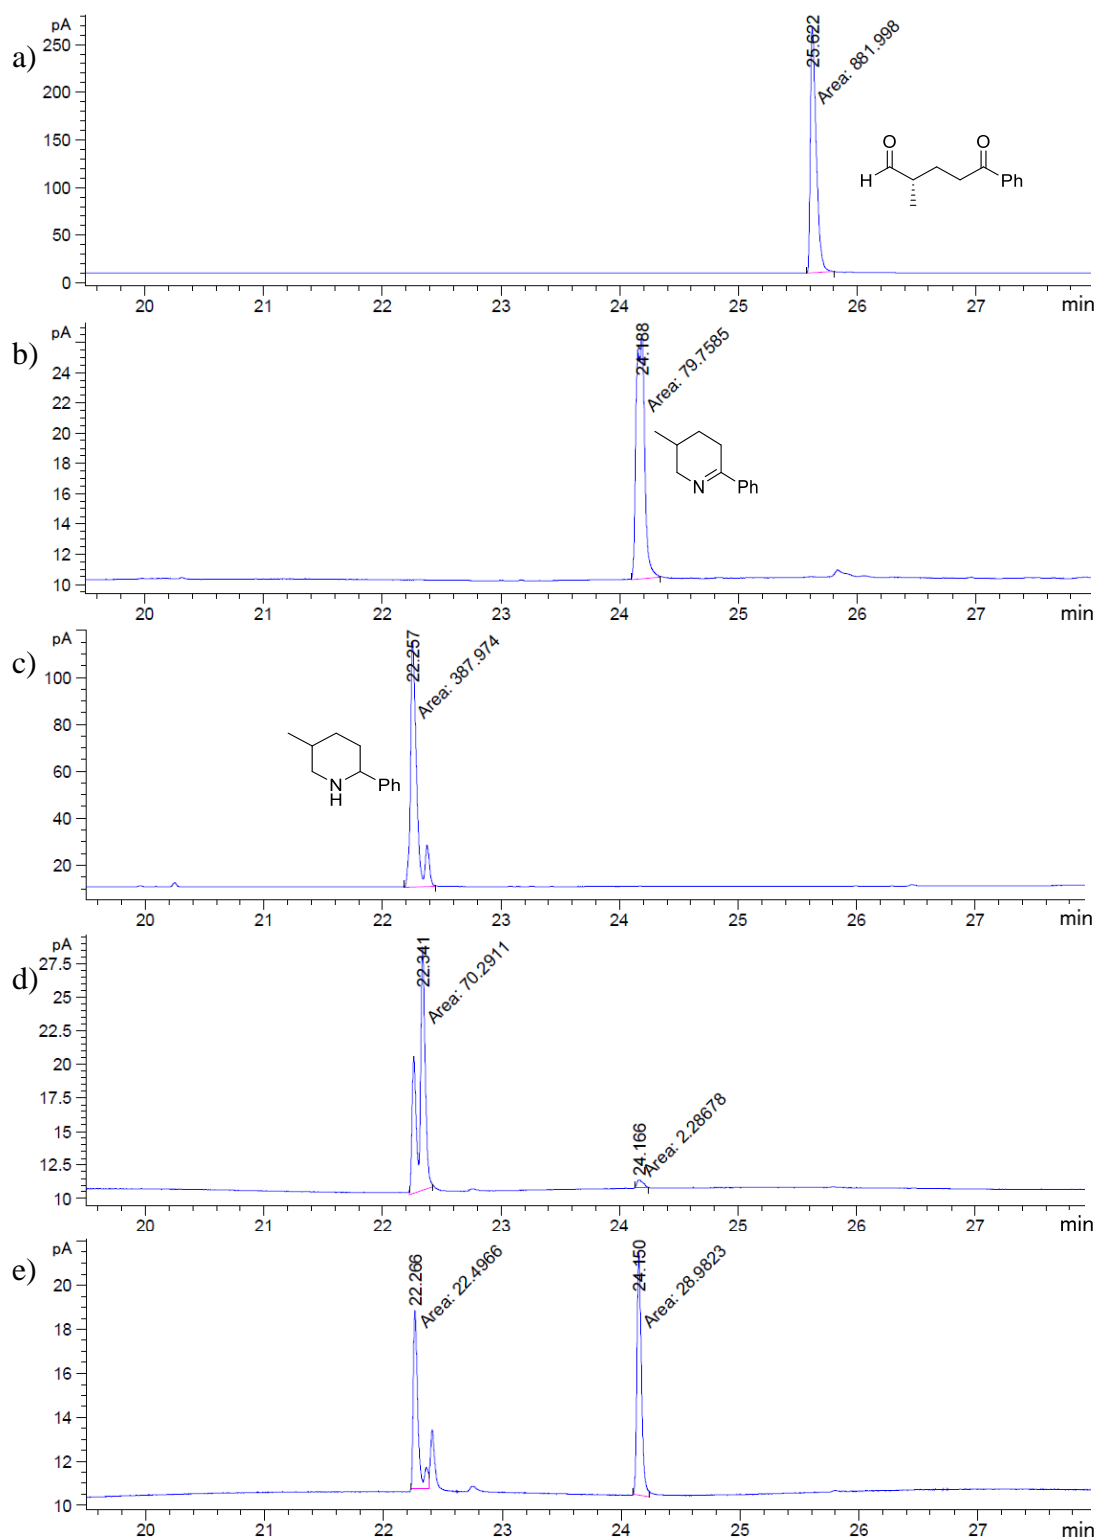 a)
pA
250
200
150
100
50
0
25.622
Area: 881.998
O
O
H
Ph
20 21 22 23 24 25 26 27 min
b)
pA
24
22
20
18
16
14
12
10
24.188
Area: 79.7585
N
Ph
20 21 22 23 24 25 26 27 min
c)
pA
100
80
60
40
20
22.257
Area: 387.974
N
H
Ph
20 21 22 23 24 25 26 27 min
d)
pA
27.5
25
22.5
20
17.5
15
12.5
10
22.341
Area: 70.2911
24.166
Area: 2.28678
20 21 22 23 24 25 26 27 min
e)
pA
20
18
16
14
12
10
22.266
Area: 22.4966
24.150
Area: 28.9823
20 21 22 23 24 25 26 27 min